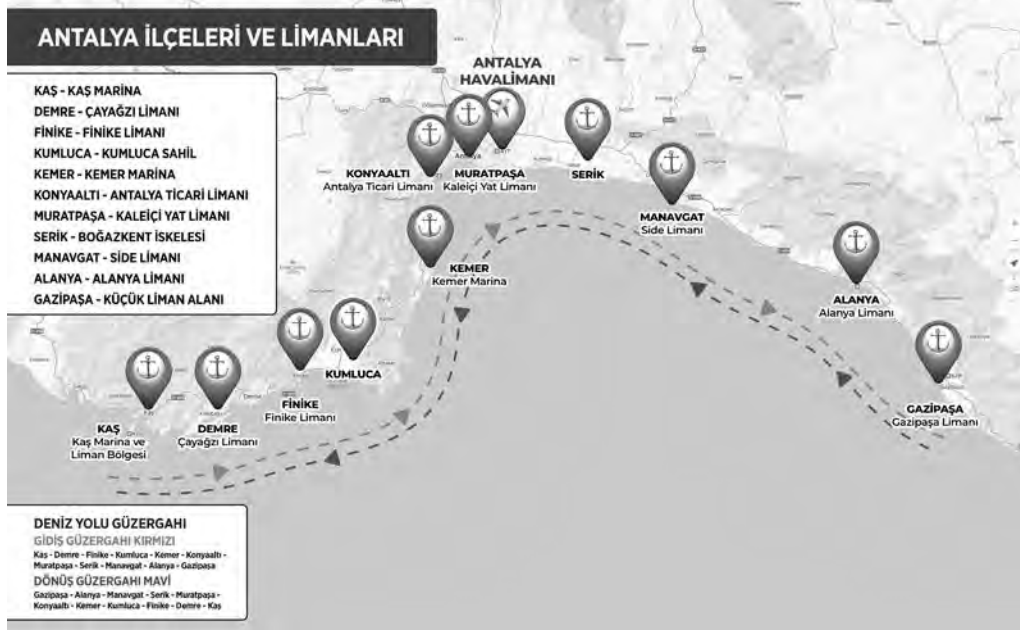 ANTALYA İLÇELERİ VE LİMANLARI
KAŞ - KAŞ MARİNA
DEMRE - ÇAYAĞZI LİMANI
FİNİKE - FİNİKE LİMANI
KUMLUCA - KUMLUCA SAHİL
KEMER - KEMER MARİNA
KONYAALTI - ANTALYA TİCARİ LİMANI
MURATPAŞA - KALEİÇİ YAT LİMANI
SERİK - BOĞAZKENT İSKELESİ
MANAVGAT - SİDE LİMANI
ALANYA - ALANYA LİMANI
GAZİPAŞA - KÜÇÜK LİMAN ALANI
ANTALYA
HAVALİMANI
KONYAALTI
Antalya Ticari Limanı
MURATPAŞA
Kaleiçi Yat Limanı
SERİK
MANAVGAT
Side Limanı
KEMER
Kemer Marina
ALANYA
Alanya Limanı
KUMLUCA
FİNİKE
Finike Limanı
GAZİPAŞA
Gazipaşa Limanı
KAŞ
Kaş Marina ve
Liman Bölgesi
DEMRE
Çayağzı Limanı
DENİZ YOLU GÜZERGAHI
GİDİŞ GÜZERGAHI KIRMIZI
Kaş - Demre - Finike - Kumluca - Kemer - Konyaaltı -
Muratpaşa - Serik - Manavgat - Alanya - Gazipaşa
DÖNÜŞ GÜZERGAHI MAVİ
Gazipaşa - Alanya - Manavgat - Serik - Muratpaşa -
Konyaaltı - Kemer - Kumluca - Finike - Demre - Kaş